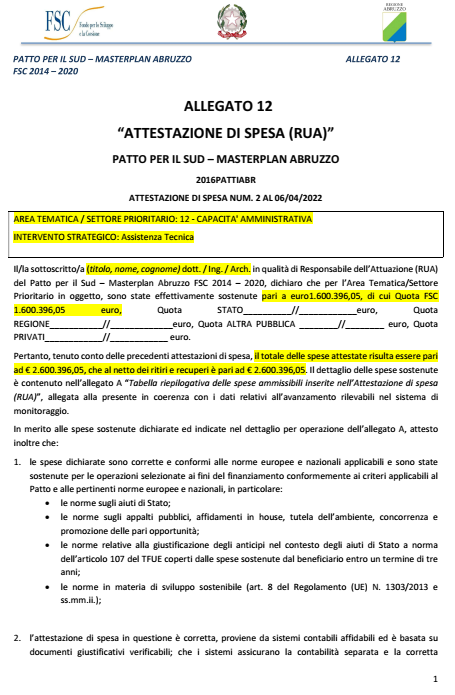 FSC
Fondo per lo Sviluppo
e la Coesione
REGIONE
ABRUZZO
PATTO PER IL SUD – MASTERPLAN ABRUZZO ALLEGATO 12
FSC 2014 – 2020
ALLEGATO 12
“ATTESTAZIONE DI SPESA (RUA)”
PATTO PER IL SUD – MASTERPLAN ABRUZZO
2016PATTIABR
ATTESTAZIONE DI SPESA NUM. 2 AL 06/04/2022
AREA TEMATICA / SETTORE PRIORITARIO: 12 - CAPACITA' AMMINISTRATIVA
INTERVENTO STRATEGICO: Assistenza Tecnica
Il/la sottoscritto/a (titolo, nome, cognome) dott. / Ing. / Arch. in qualità di Responsabile dell'Attuazione (RUA)
del Patto per il Sud – Masterplan Abruzzo FSC 2014 – 2020, dichiaro che per l'Area Tematica/Settore
Prioritario in oggetto, sono state effettivamente sostenute pari a euro1.600.396,05, di cui Quota FSC
1.600.396,05 euro, Quota STATO__________//__________euro, Quota
REGIONE__________//____________euro, Quota ALTRA PUBBLICA _______//_______ euro, Quota
PRIVATI____________//____________ euro.
Pertanto, tenuto conto delle precedenti attestazioni di spesa, il totale delle spese attestate risulta essere pari
ad € 2.600.396,05, che al netto dei ritiri e recuperi è pari ad € 2.600.396,05. Il dettaglio delle spese sostenute
è contenuto nell'allegato A “Tabella riepilogativa delle spese ammissibili inserite nell'Attestazione di spesa
(RUA)”, allegata alla presente in coerenza con i dati relativi all'avanzamento rilevabili nel sistema di
monitoraggio.
In merito alle spese sostenute dichiarate ed indicate nel dettaglio per operazione dell'allegato A, attesto
inoltre che:
1. le spese dichiarate sono corrette e conformi alle norme europee e nazionali applicabili e sono state
sostenute per le operazioni selezionate ai fini del finanziamento conformemente ai criteri applicabili al
Patto e alle pertinenti norme europee e nazionali, in particolare:
• le norme sugli aiuti di Stato;
• le norme sugli appalti pubblici, affidamenti in house, tutela dell'ambiente, concorrenza e
promozione delle pari opportunità;
• le norme relative alla giustificazione degli anticipi nel contesto degli aiuti di Stato a norma
dell'articolo 107 del TFUE coperti dalle spese sostenute dal beneficiario entro un termine di tre
anni;
• le norme in materia di sviluppo sostenibile (art. 8 del Regolamento (UE) N. 1303/2013 e
ss.mm.ii.);
2. l'attestazione di spesa in questione è corretta, proviene da sistemi contabili affidabili ed è basata su
documenti giustificativi verificabili; che i sistemi assicurano la contabilità separata e la corretta
1